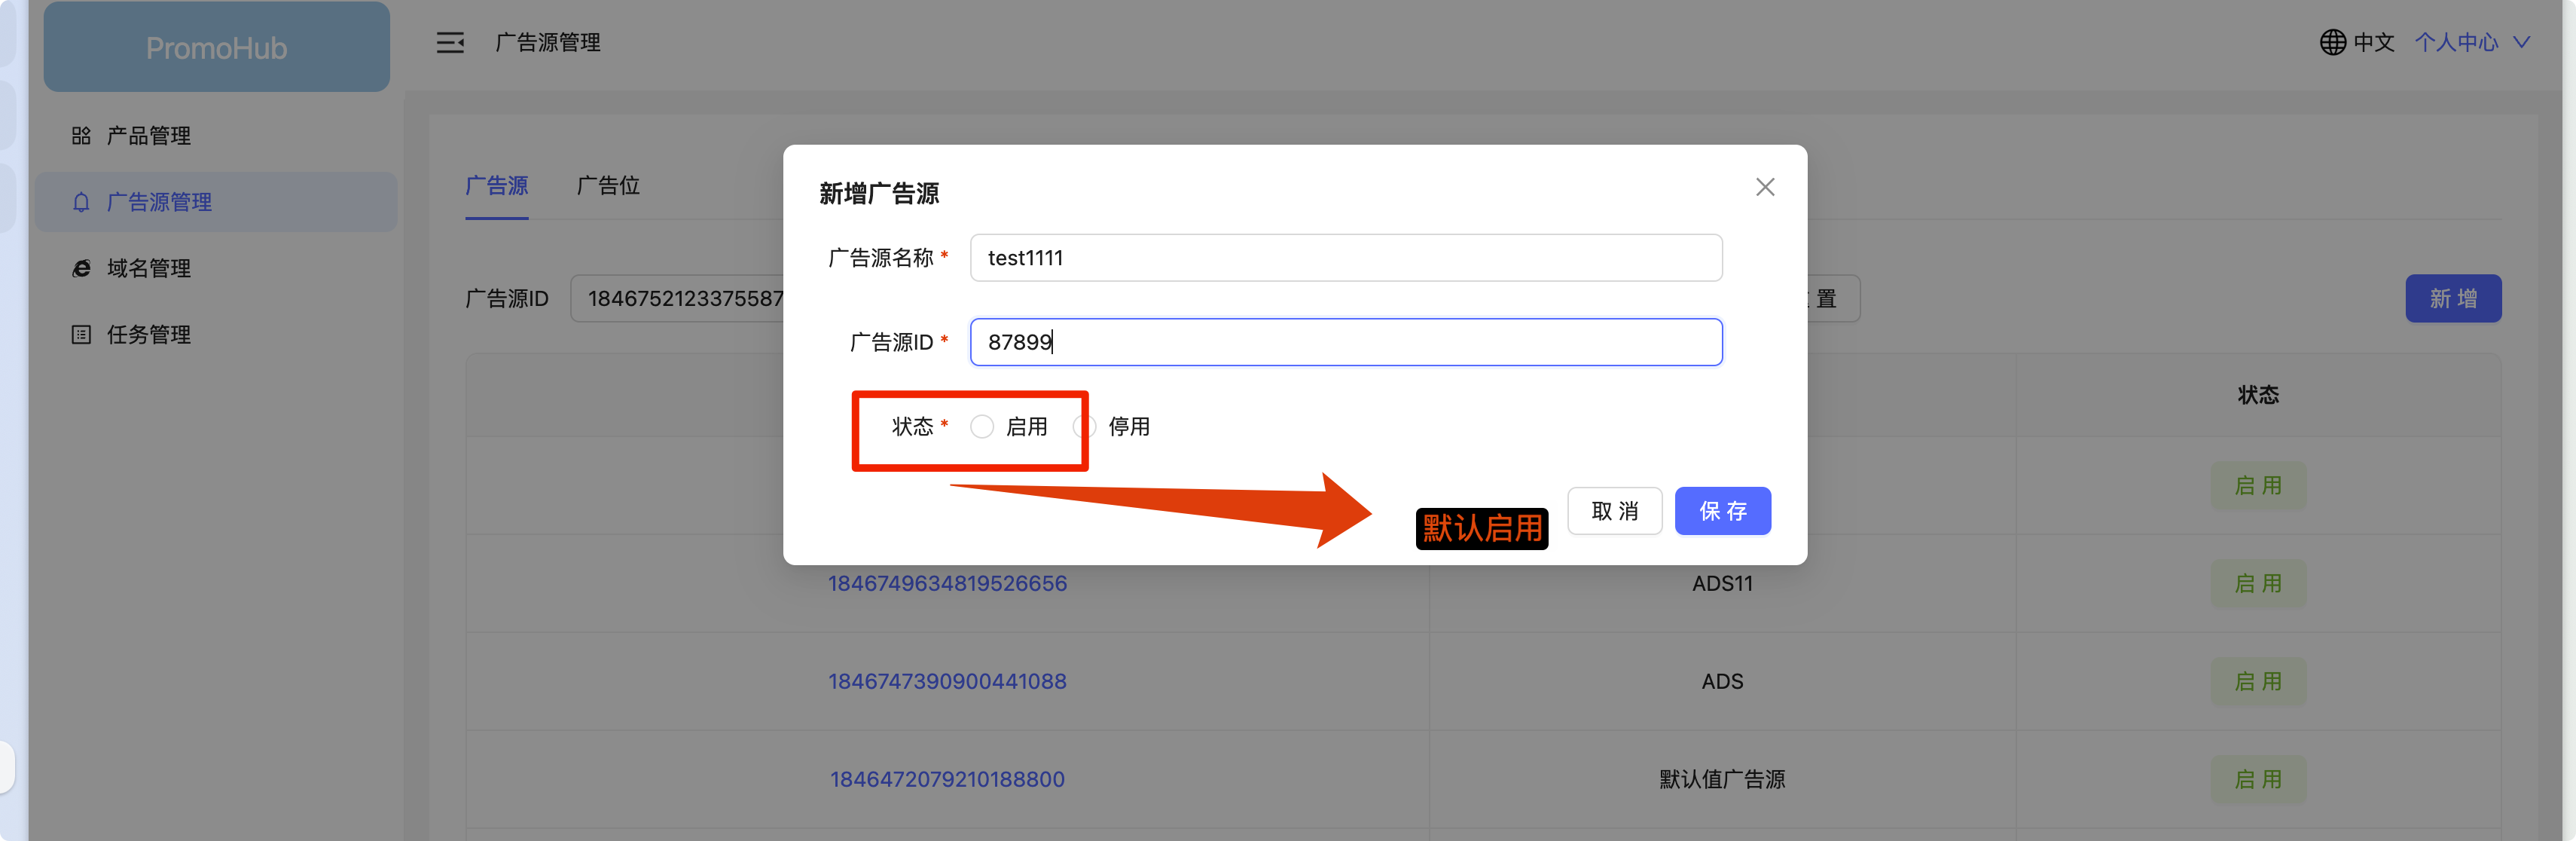 PromoHub
广告源管理
中文
个人中心
产品管理
广告源管理
域名管理
任务管理
广告源
广告位
广告源ID
1846752123375587
置
新增
状态
启用
新增广告源
广告源名称 *
test1111
广告源ID *
87899
状态 *
启用
停用
默认启用
取消
保存
1846749634819526656
ADS11
启用
1846747390900441088
ADS
启用
1846472079210188800
默认值广告源
启用